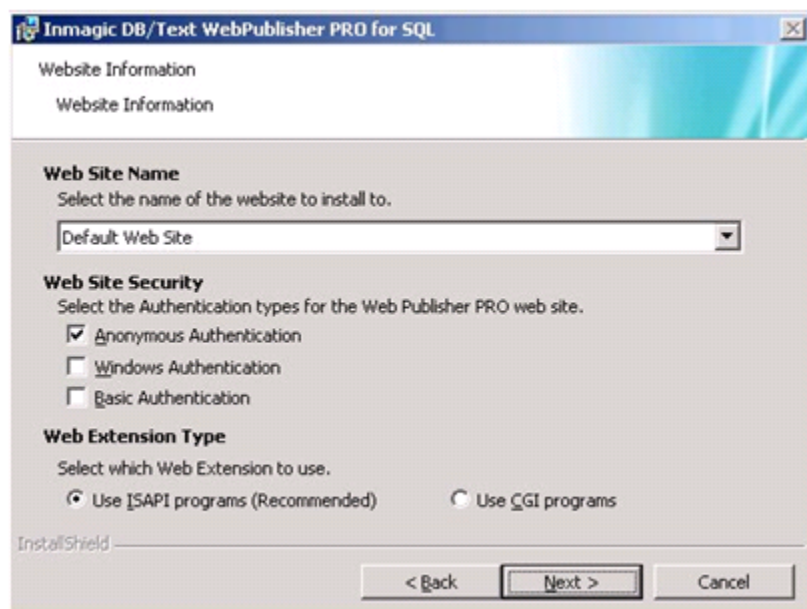 Inmagic DB/Text WebPublisher PRO for SQL
Website Information
Website Information
Web Site Name
Select the name of the website to install to.
Default Web Site
Web Site Security
Select the Authentication types for the Web Publisher PRO web site.
Anonymous Authentication
Windows Authentication
Basic Authentication
Web Extension Type
Select which Web Extension to use.
Use ISAPI programs (Recommended) Use CGI programs
InstallShield
< Back Next > Cancel